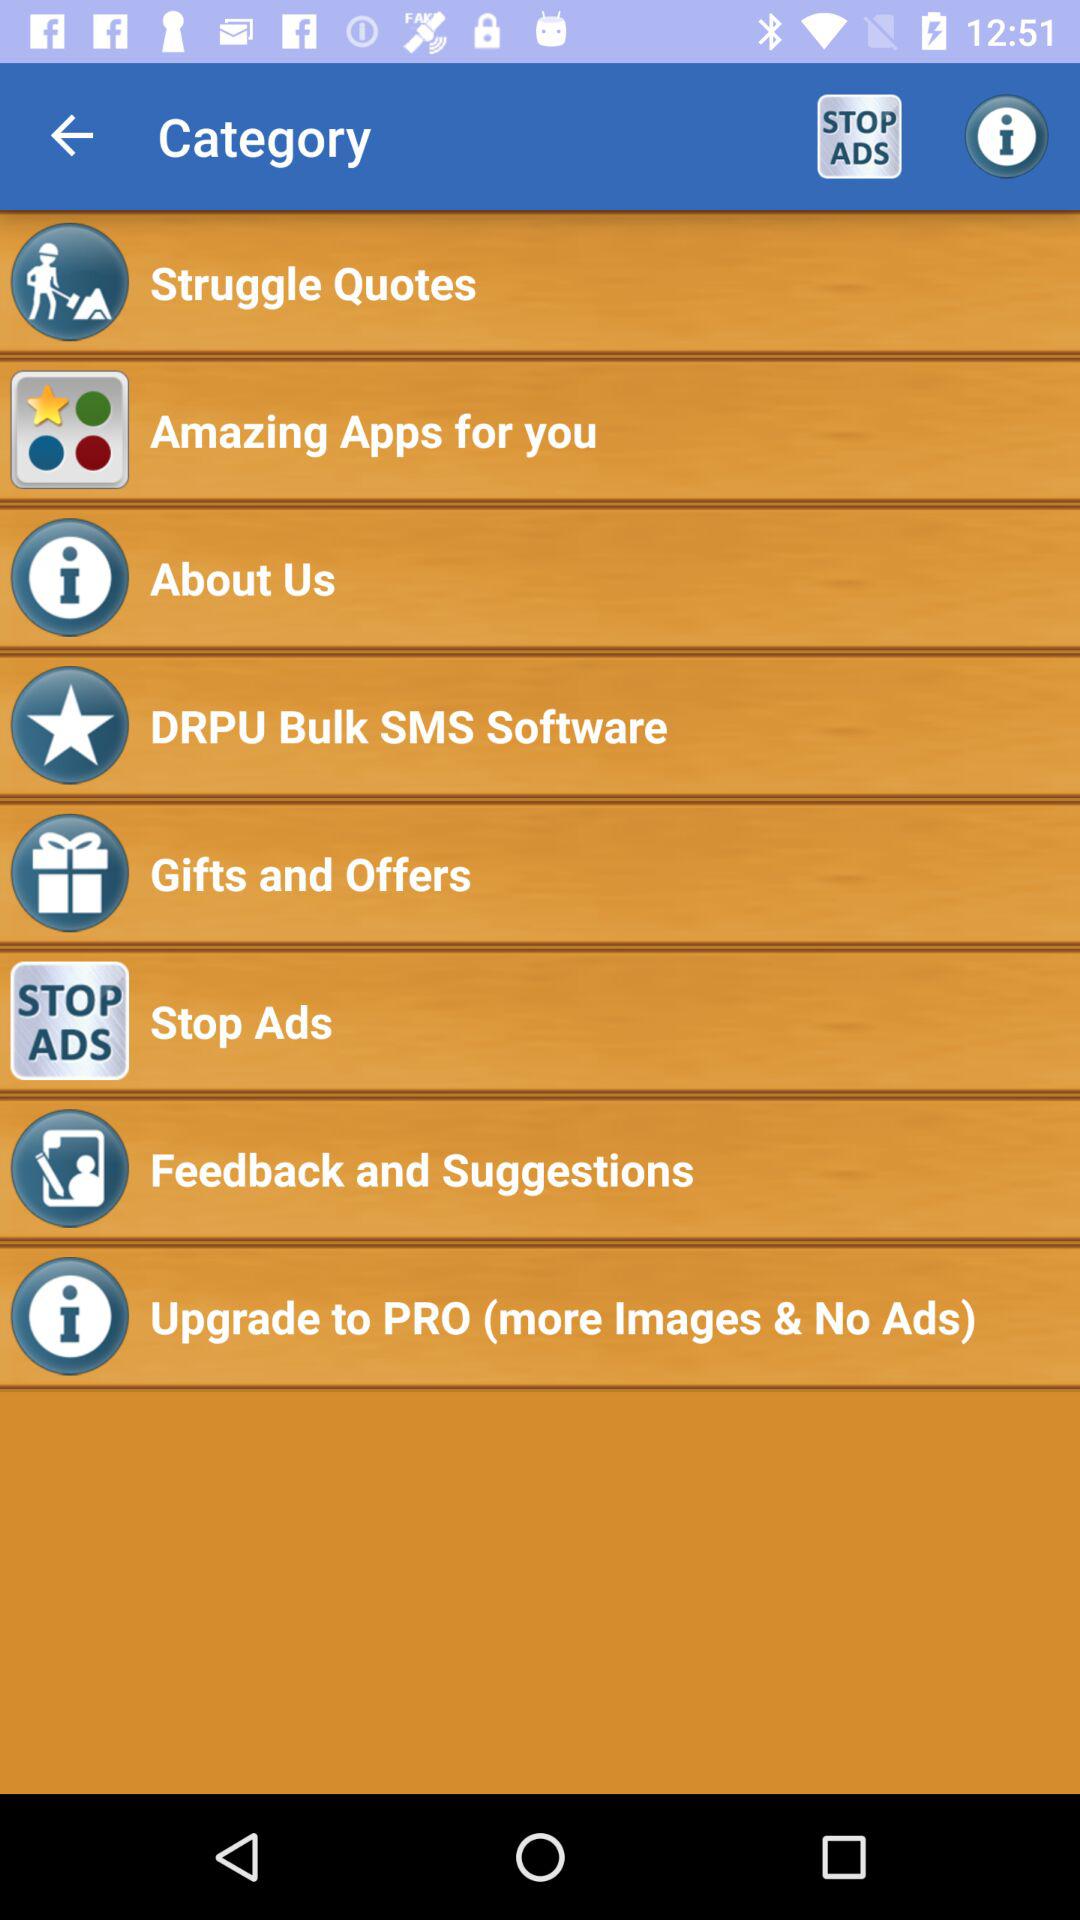 FAKE
12:51
Category
STOP
ADS
Struggle Quotes
Amazing Apps for you
About Us
DRPU Bulk SMS Software
Gifts and Offers
STOP
ADS
Stop Ads
Feedback and Suggestions
Upgrade to PRO (more Images & No Ads)